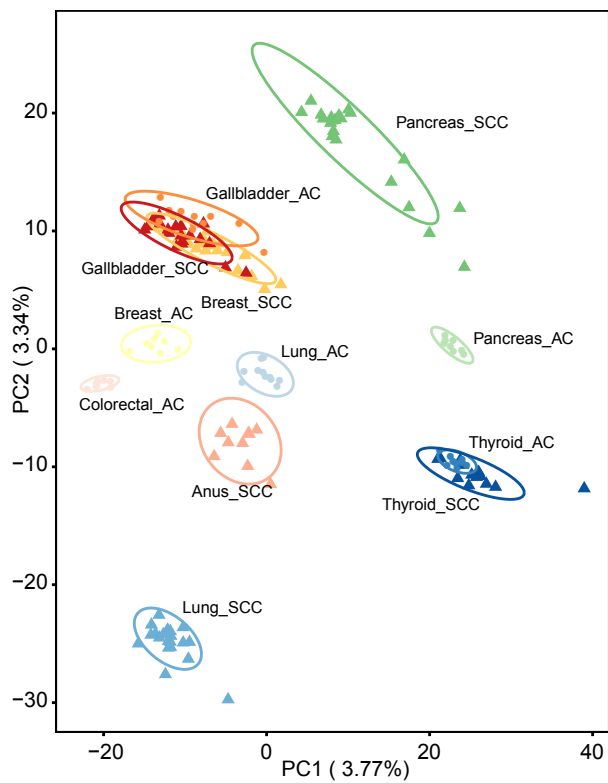 20
10
0
−10
−20
−30
PC2 ( 3.34%)
Pancreas_SCC
Gallbladder_AC
Gallbladder_SCC
Breast_SCC
Breast_AC
Lung_AC
Pancreas_AC
Colorectal_AC
Thyroid_AC
Anus_SCC
Thyroid_SCC
Lung_SCC
−20
0
20
40
PC1 ( 3.77%)